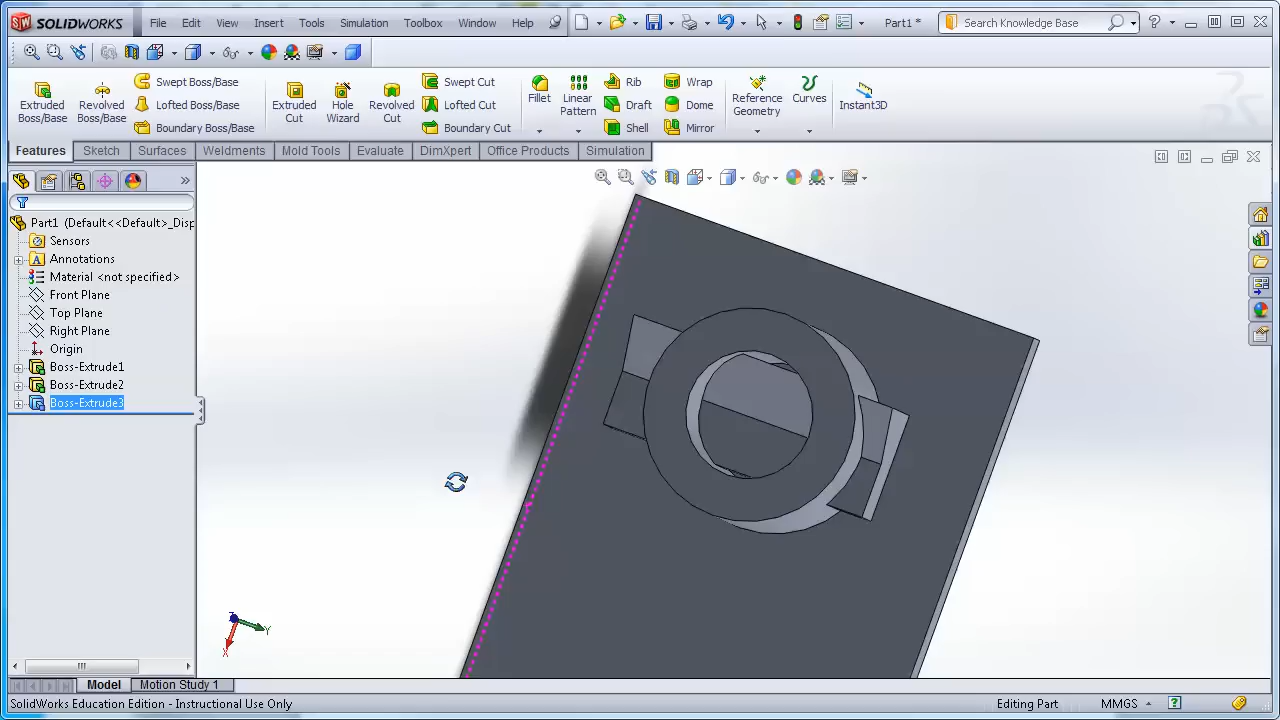 SOLIDWORKS File Edit View Insert Tools Simulation Toolbox Window Help Part1 * Search Knowledge Base ?
Extruded Boss/Base
Revolved Boss/Base
Swept Boss/Base
Lofted Boss/Base
Boundary Boss/Base
Extruded Cut
Hole Wizard
Revolved Cut
Swept Cut
Lofted Cut
Boundary Cut
Fillet
Linear Pattern
Rib
Draft
Shell
Wrap
Dome
Mirror
Reference Geometry
Curves
Instant3D
Features Sketch Surfaces Weldments Mold Tools Evaluate DimXpert Office Products Simulation
Part1 (Default<<Default>_Disp
Sensors
Annotations
Material <not specified>
Front Plane
Top Plane
Right Plane
Origin
Boss-Extrude1
Boss-Extrude2
Boss-Extrude3
Z
Y
X
Model Motion Study 1
SolidWorks Education Edition - Instructional Use Only Editing Part MMGS ?